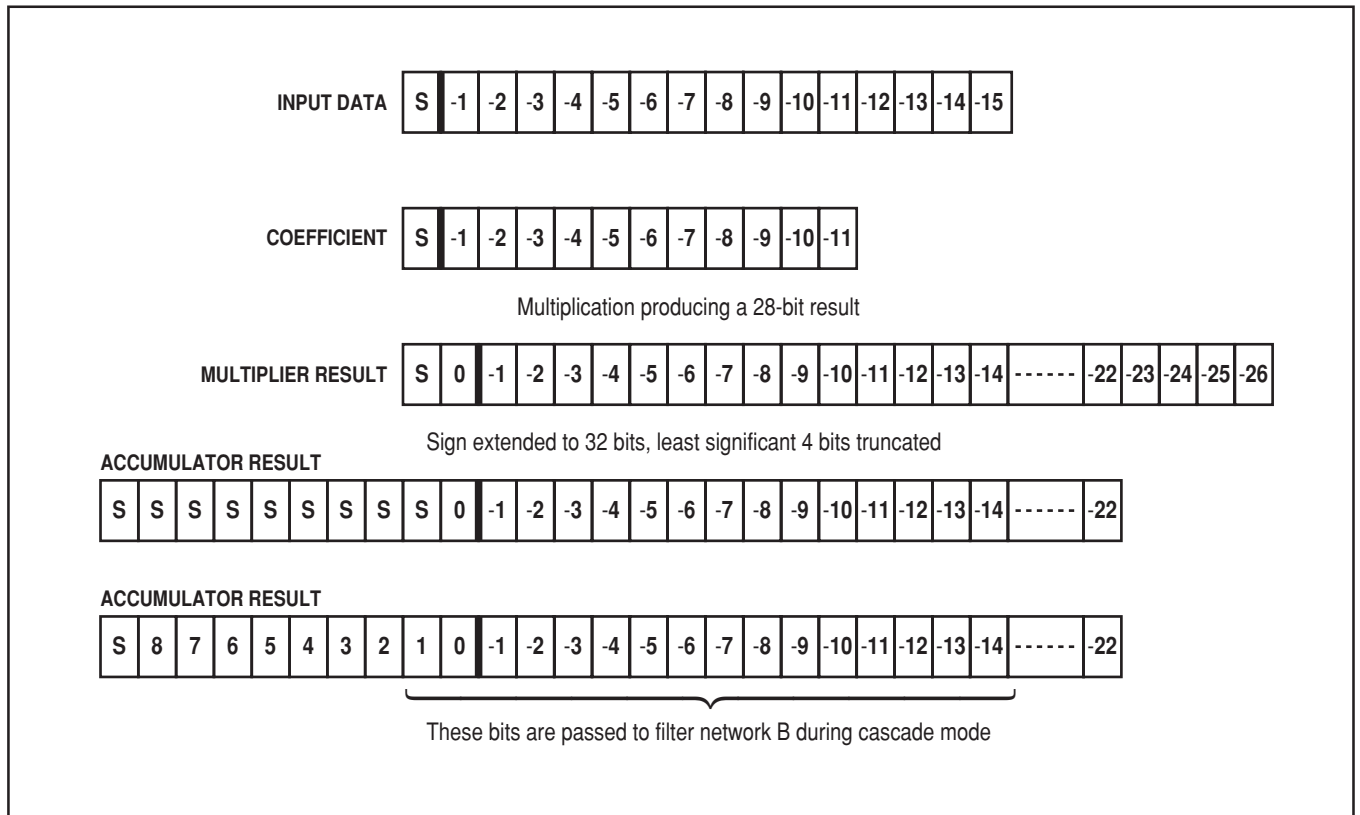 INPUT DATA S -1 -2 -3 -4 -5 -6 -7 -8 -9 -10 -11 -12 -13 -14 -15
COEFFICIENT S -1 -2 -3 -4 -5 -6 -7 -8 -9 -10 -11
Multiplication producing a 28-bit result
MULTIPLIER RESULT S 0 -1 -2 -3 -4 -5 -6 -7 -8 -9 -10 -11 -12 -13 -14 ------ -22 -23 -24 -25 -26
Sign extended to 32 bits, least significant 4 bits truncated
ACCUMULATOR RESULT
S S S S S S S S S 0 -1 -2 -3 -4 -5 -6 -7 -8 -9 -10 -11 -12 -13 -14 ------ -22
ACCUMULATOR RESULT
S 8 7 6 5 4 3 2 1 0 -1 -2 -3 -4 -5 -6 -7 -8 -9 -10 -11 -12 -13 -14 ------ -22
These bits are passed to filter network B during cascade mode